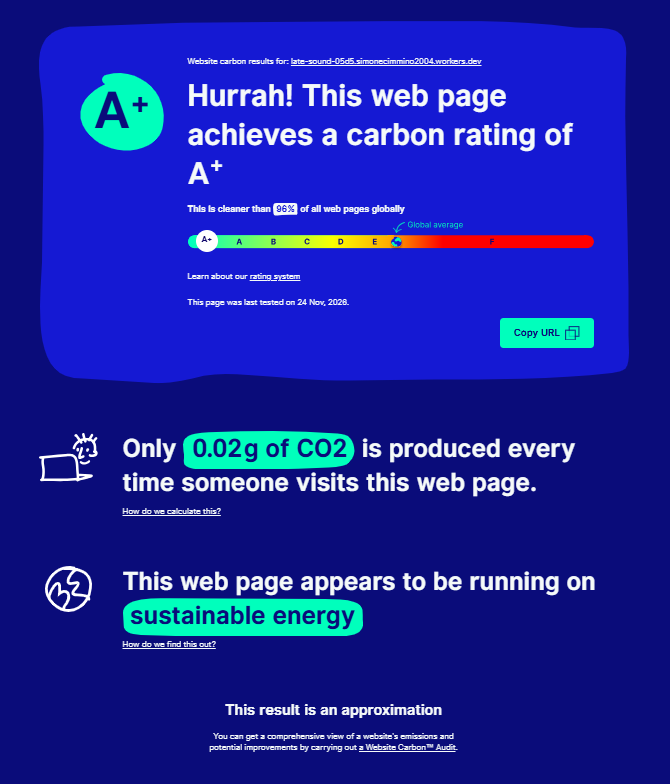 Website carbon results for: late-sound-05d5.simonecimmino2004.workers.dev
A+
Hurrah! This web page
achieves a carbon rating of
A+
This is cleaner than 96% of all web pages globally
Global average
A+ A B C D E F
Learn about our rating system
This page was last tested on 24 Nov, 2026.
Copy URL
Only 0.02g of CO2 is produced every
time someone visits this web page.
How do we calculate this?
This web page appears to be running on
sustainable energy
How do we find this out?
This result is an approximation
You can get a comprehensive view of a website's emissions and
potential improvements by carrying out a Website Carbon™ Audit.